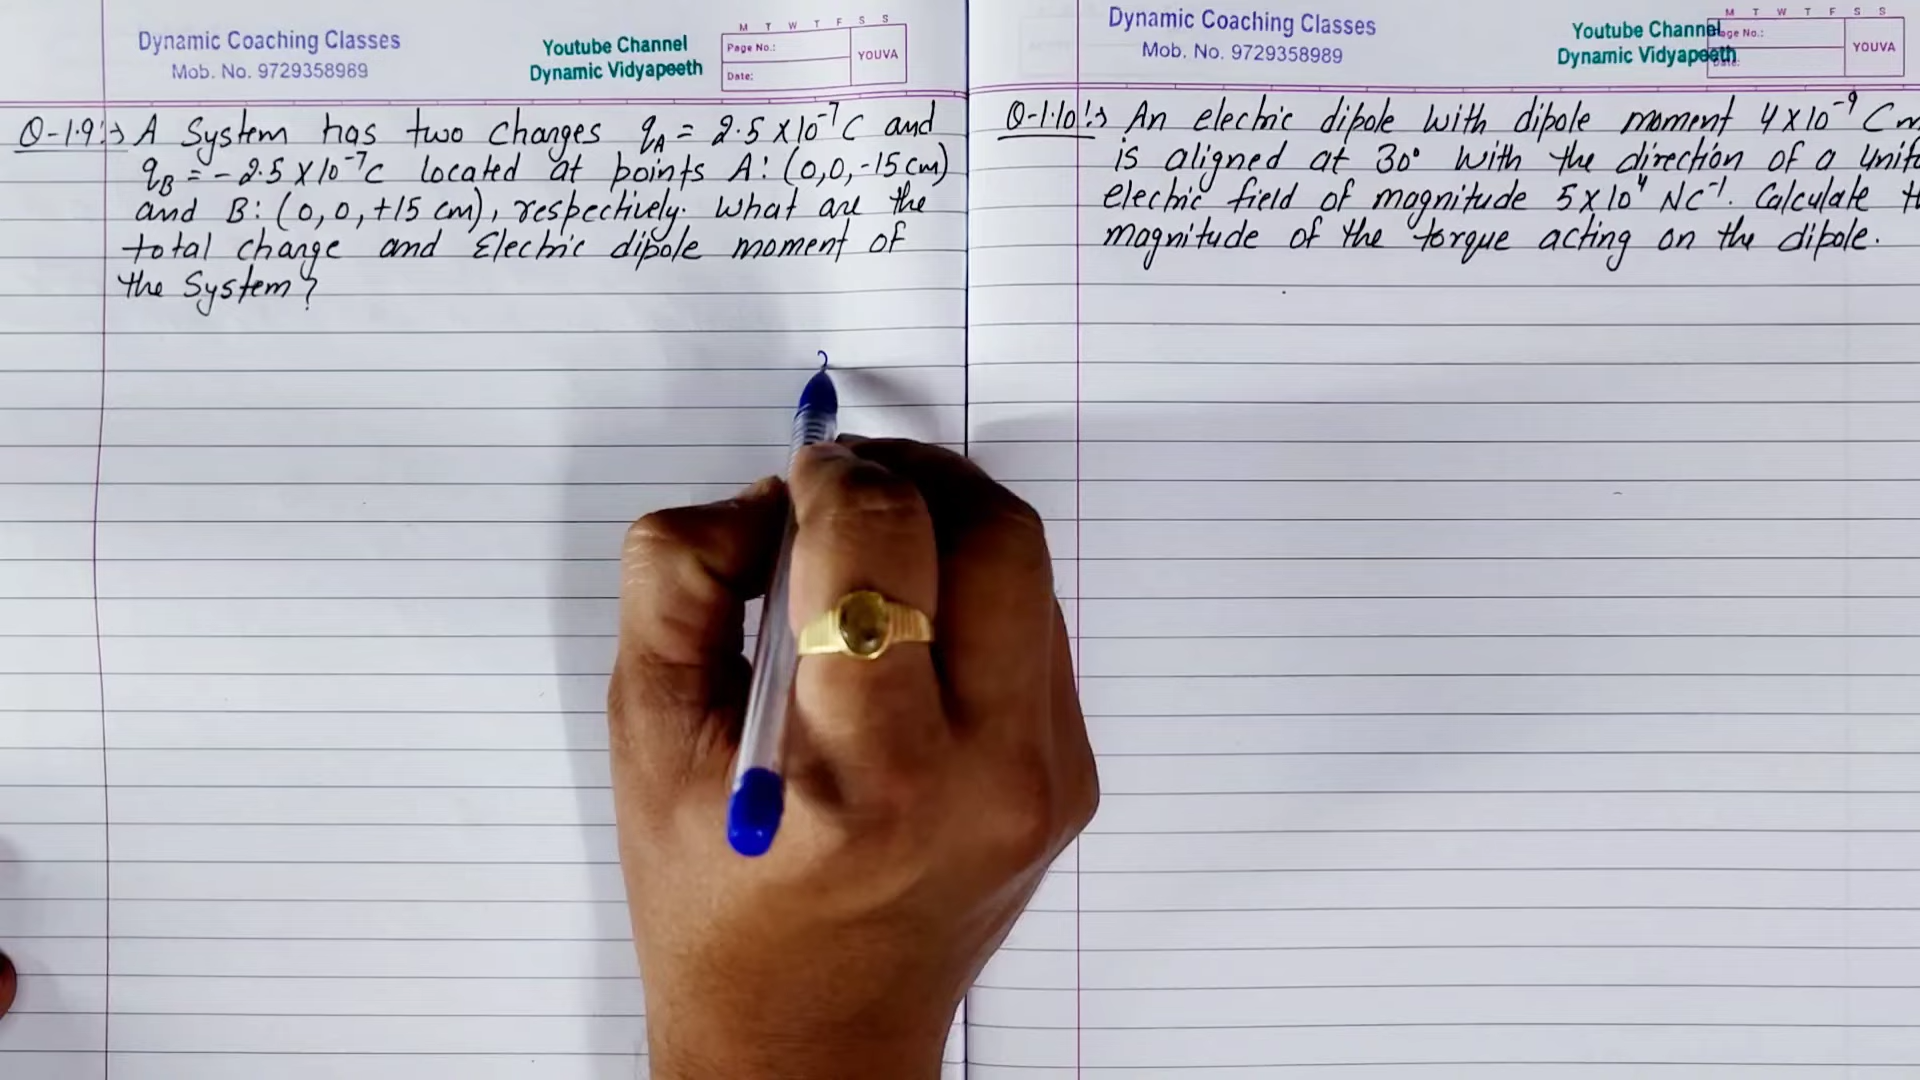 Dynamic Coaching Classes
Mob. No. 9729358989
Youtube Channel
Dynamic Vidyapeeth
M T W T F S S
Page No.:
Date:
YOUVA
Q-1.9:→ A System has two Charges qA = 2.5 X 10⁻⁷ C and
qB = - 2.5 X 10⁻⁷ C located at points A: (0,0,-15 cm)
and B: (0,0,+15 cm), respectively. What are the
total charge and Electric dipole moment of
the System?
Dynamic Coaching Classes
Mob. No. 9729358989
Youtube Channel
Dynamic Vidyapeeth
M T W T F S S
age No.:
YOUVA
Q-1.10:→ An electric dipole with dipole moment 4 X 10⁻⁹ Cm
is aligned at 30° with the direction of a unif
electric field of magnitude 5 X 10⁴ NC⁻¹. Calculate t
magnitude of the torque acting on the dipole.